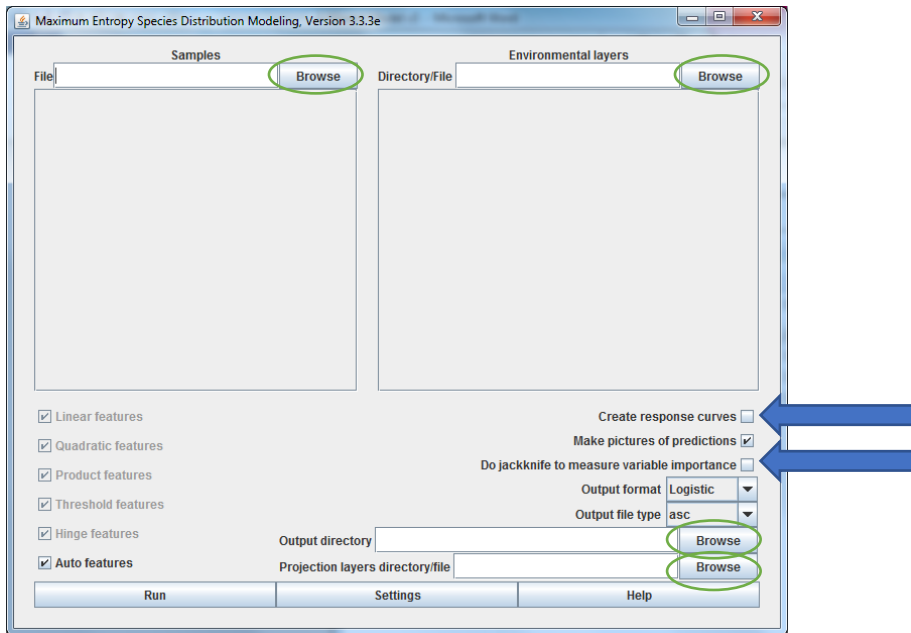 Maximum Entropy Species Distribution Modeling, Version 3.3.3e
Samples
Environmental layers
File Browse
Directory/File Browse
Linear features
Quadratic features
Product features
Threshold features
Hinge features
Auto features
Create response curves
Make pictures of predictions
Do jackknife to measure variable importance
Output format Logistic
Output file type asc
Output directory Browse
Projection layers directory/file Browse
Run Settings Help